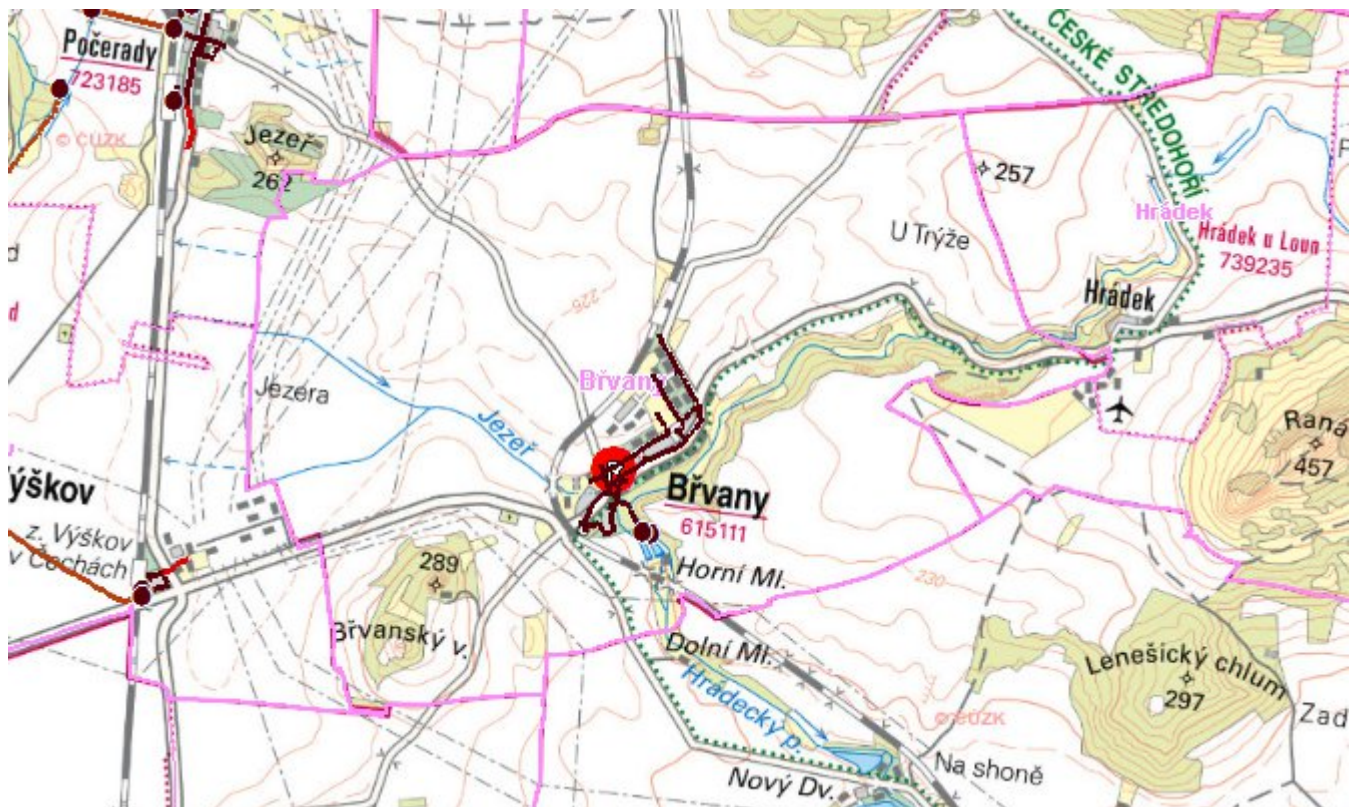 Počerady
723185
© ČÚZK
Jezeř
262
ČESKÉ STŘEDOHOŘÍ
257
Hrádek
U Trýže
Hrádek u Loun
739235
Hrádek
226
Jezera
Břvany
Jezeř
Raná
457
Břvany
615111
z. Výškov
v Čechách
289
Horní Ml.
230
Břvanský v.
Dolní Ml.
Lenešický chlum
297
Hrádecký p.
© ČÚZK
Zad
Na shoně
Nový Dv.